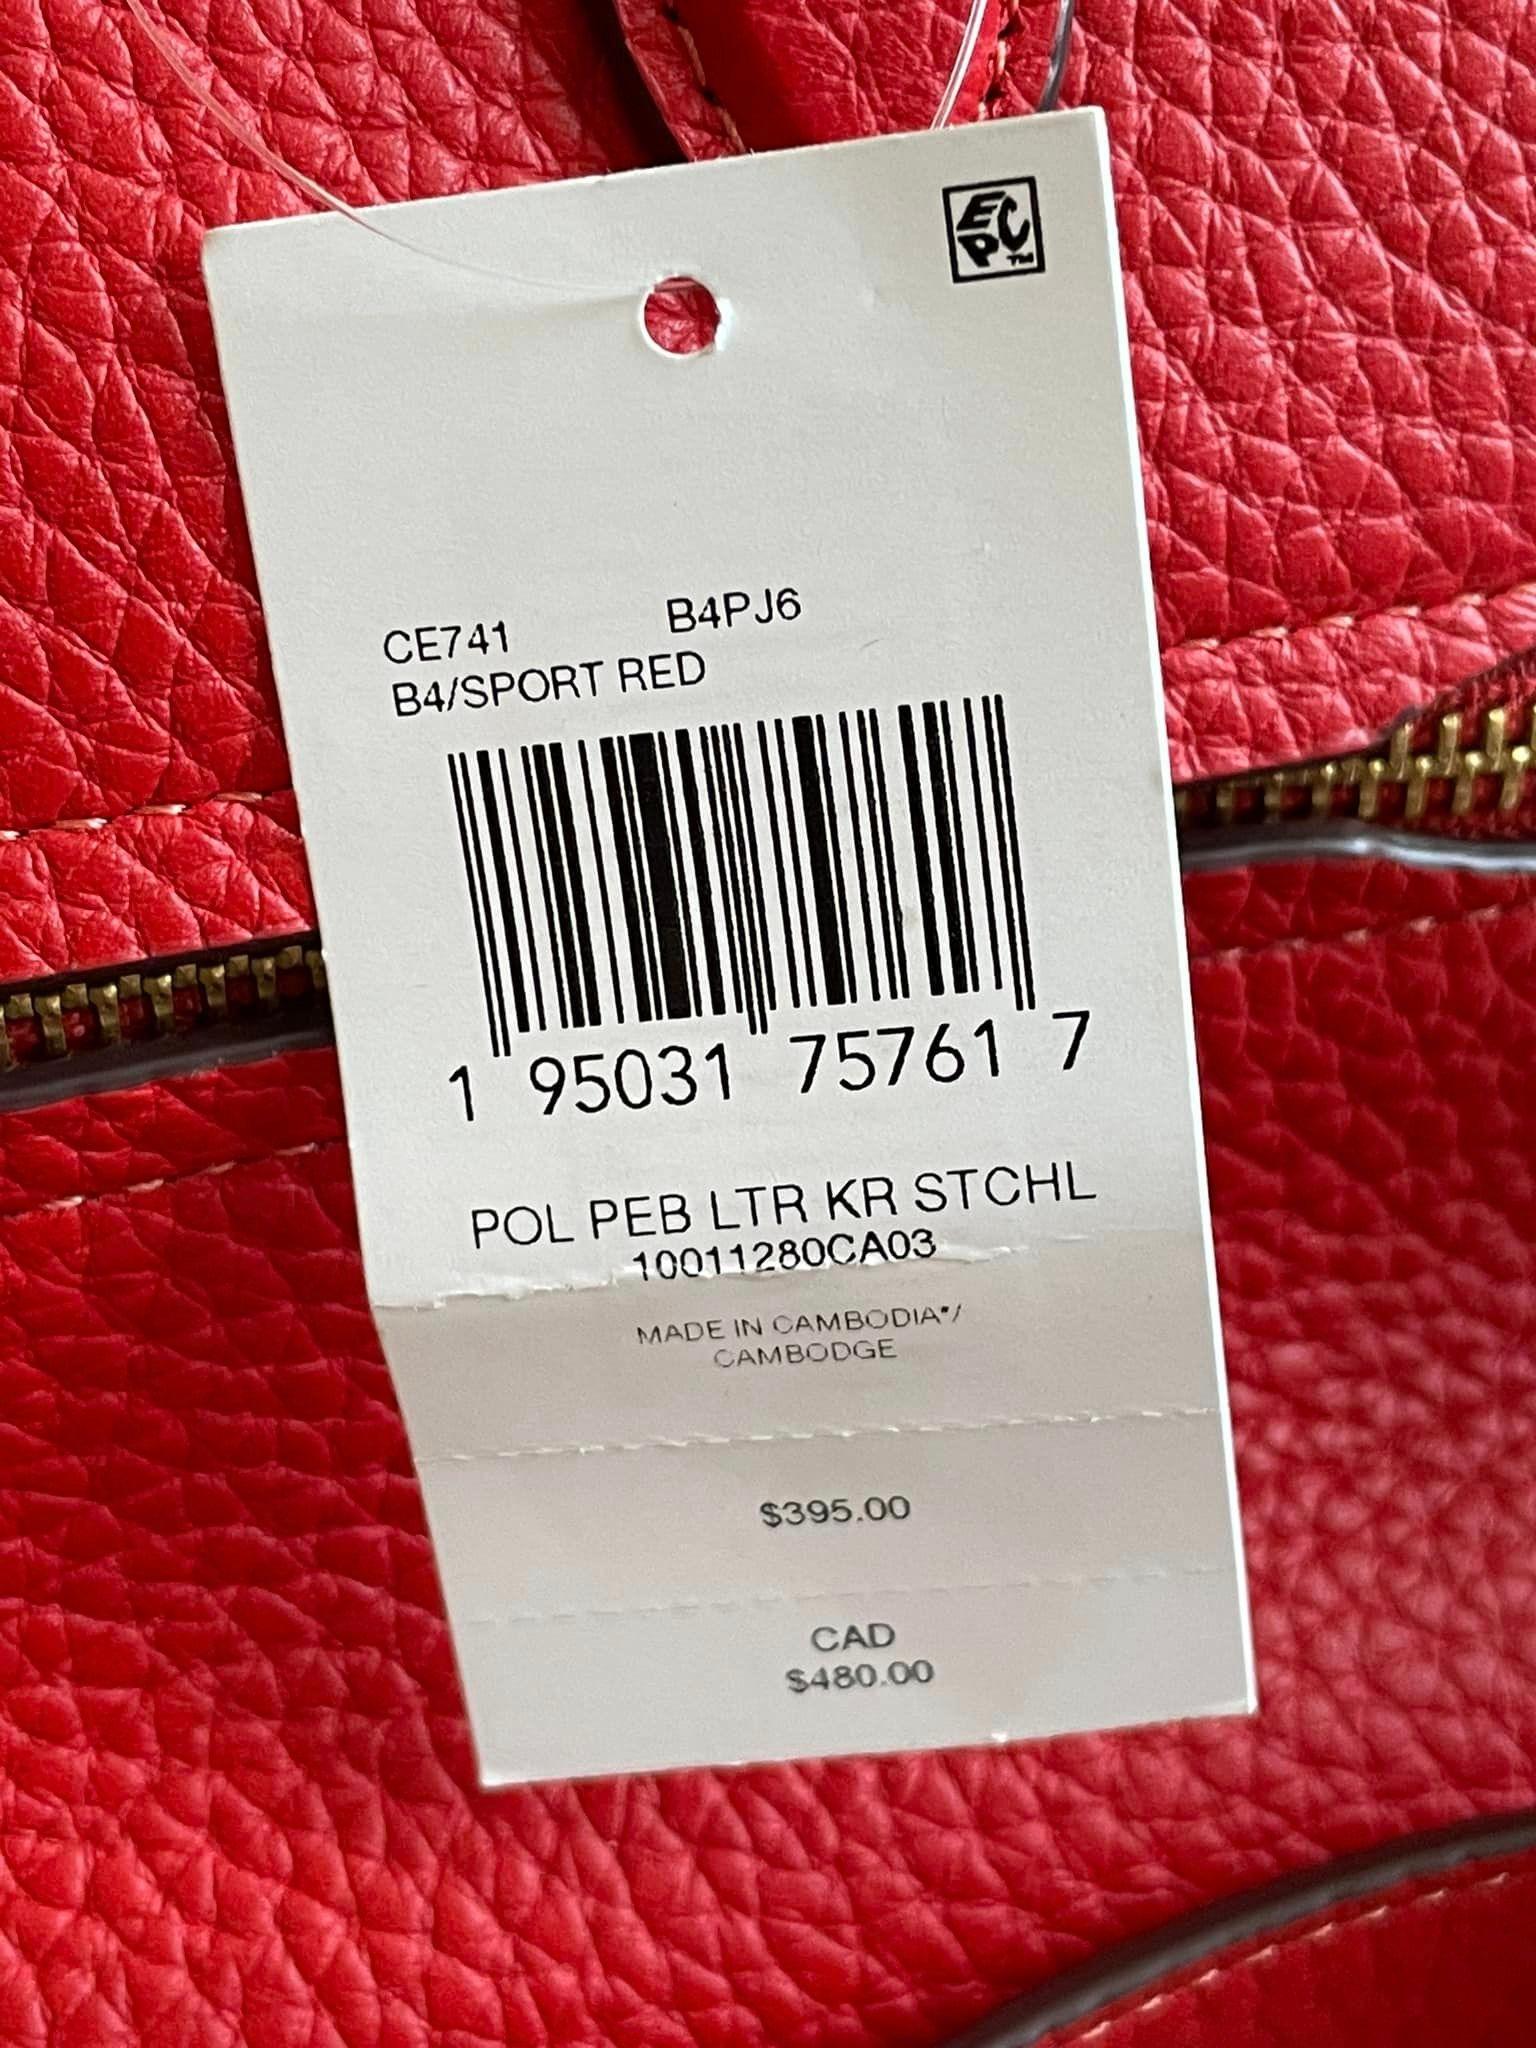 EPC™
CE741 B4PJ6
B4/SPORT RED
1 95031 75761 7
POL PEB LTR KR STCHL
10011280CA03
MADE IN CAMBODIA*/
CAMBODGE
$395.00
CAD
$480.00